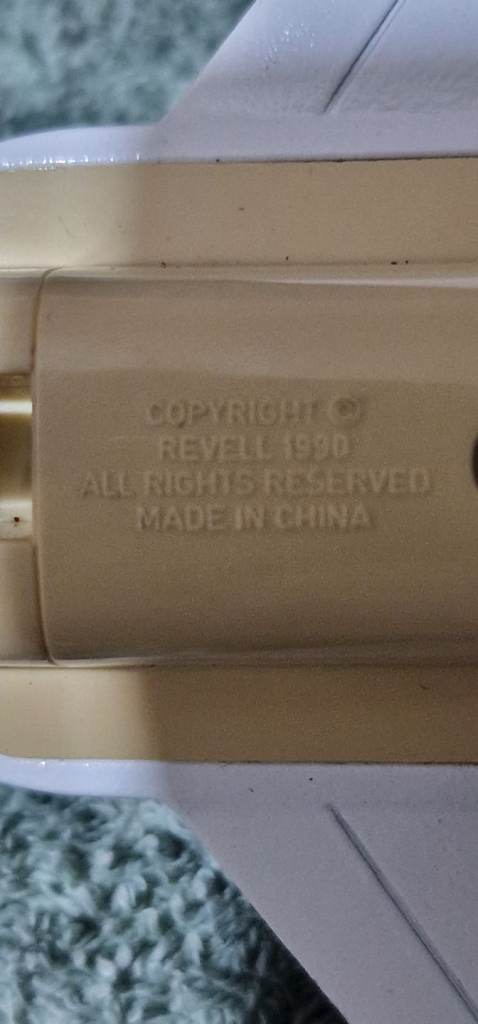 COPYRIGHT ©
REVELL 1990
ALL RIGHTS RESERVED
MADE IN CHINA